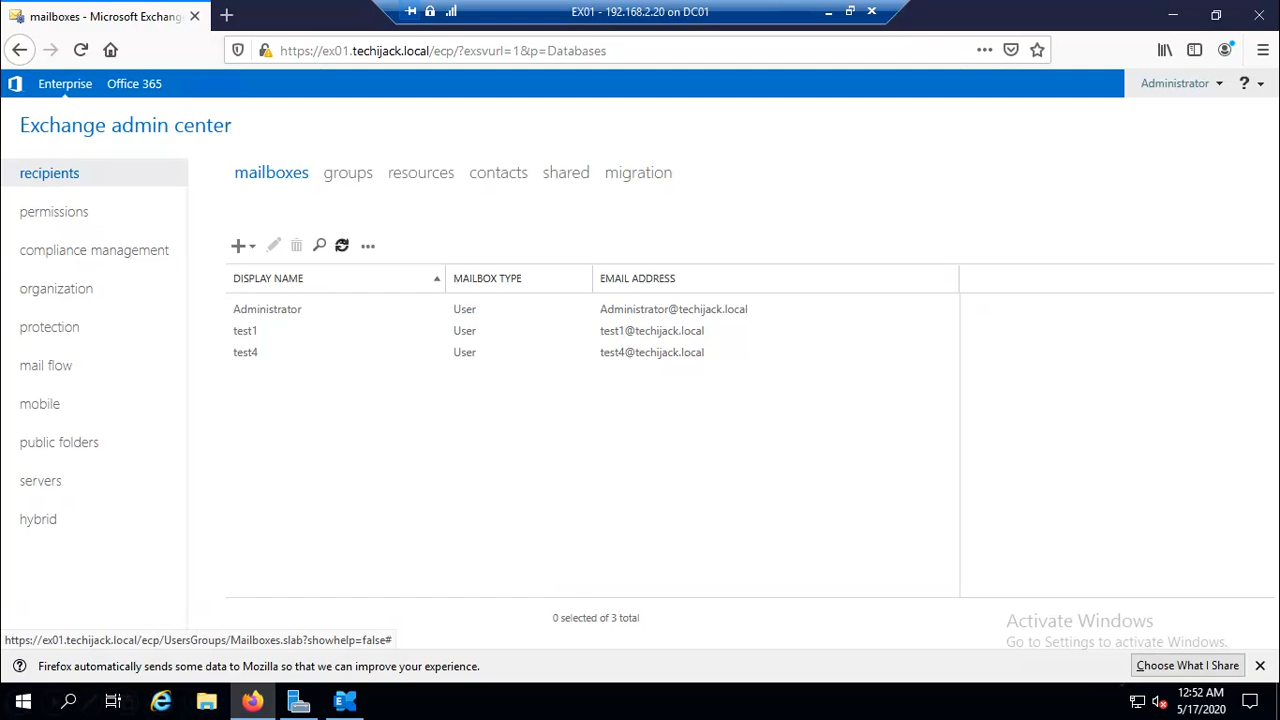 mailboxes - Microsoft Exchang
EX01 - 192.168.2.20 on DC01
https://ex01.techijack.local/ecp/?exsvurl=1&p=Databases
Enterprise Office 365
Administrator ?
Exchange admin center
recipients
permissions
compliance management
organization
protection
mail flow
mobile
public folders
servers
hybrid
mailboxes groups resources contacts shared migration
DISPLAY NAME MAILBOX TYPE EMAIL ADDRESS
Administrator User Administrator@techijack.local
test1 User test1@techijack.local
test4 User test4@techijack.local
0 selected of 3 total
Activate Windows
Go to Settings to activate Windows.
https://ex01.techijack.local/ecp/UsersGroups/Mailboxes.slab?showhelp=false#
Firefox automatically sends some data to Mozilla so that we can improve your experience.
Choose What I Share
12:52 AM
5/17/2020